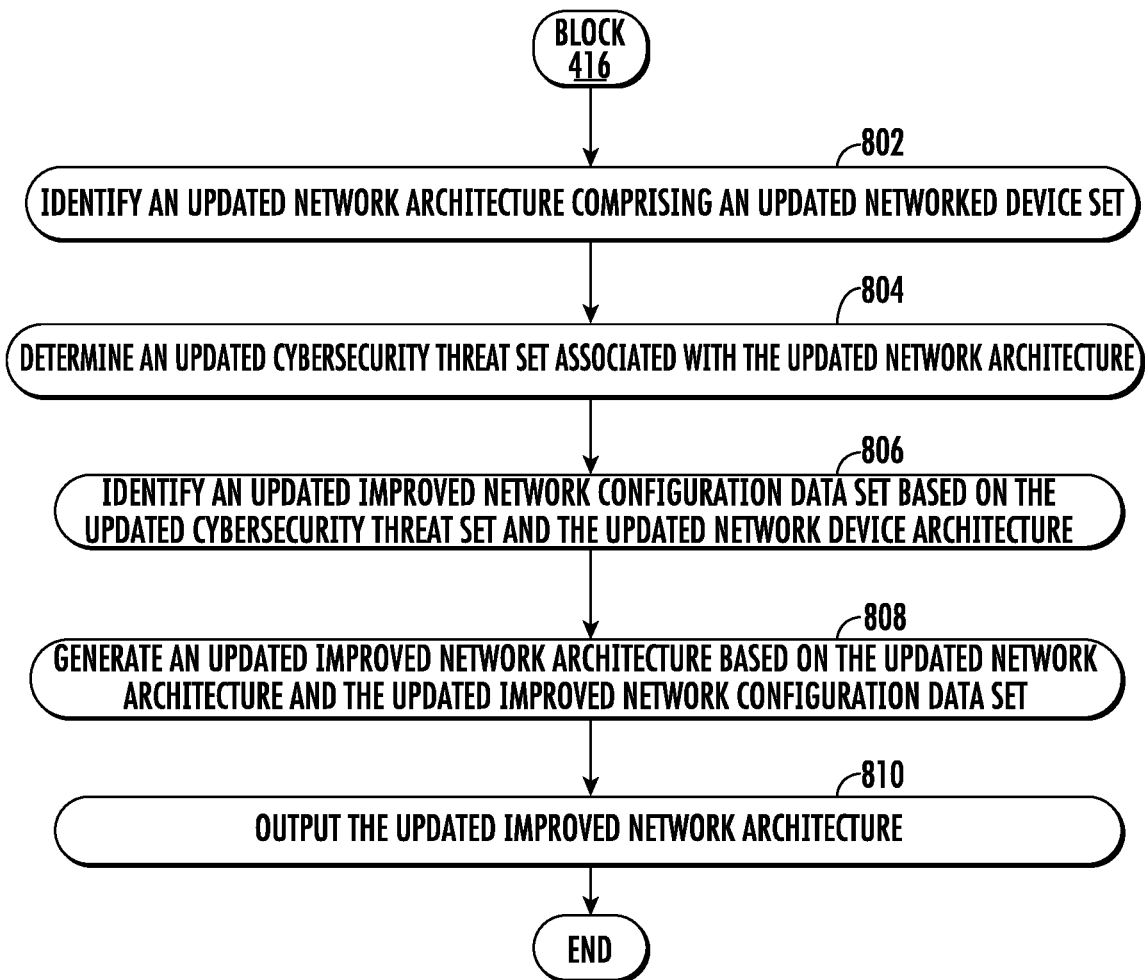 BLOCK
416
802
IDENTIFY AN UPDATED NETWORK ARCHITECTURE COMPRISING AN UPDATED NETWORKED DEVICE SET
804
DETERMINE AN UPDATED CYBERSECURITY THREAT SET ASSOCIATED WITH THE UPDATED NETWORK ARCHITECTURE
806
IDENTIFY AN UPDATED IMPROVED NETWORK CONFIGURATION DATA SET BASED ON THE
UPDATED CYBERSECURITY THREAT SET AND THE UPDATED NETWORK DEVICE ARCHITECTURE
808
GENERATE AN UPDATED IMPROVED NETWORK ARCHITECTURE BASED ON THE UPDATED NETWORK
ARCHITECTURE AND THE UPDATED IMPROVED NETWORK CONFIGURATION DATA SET
810
OUTPUT THE UPDATED IMPROVED NETWORK ARCHITECTURE
END